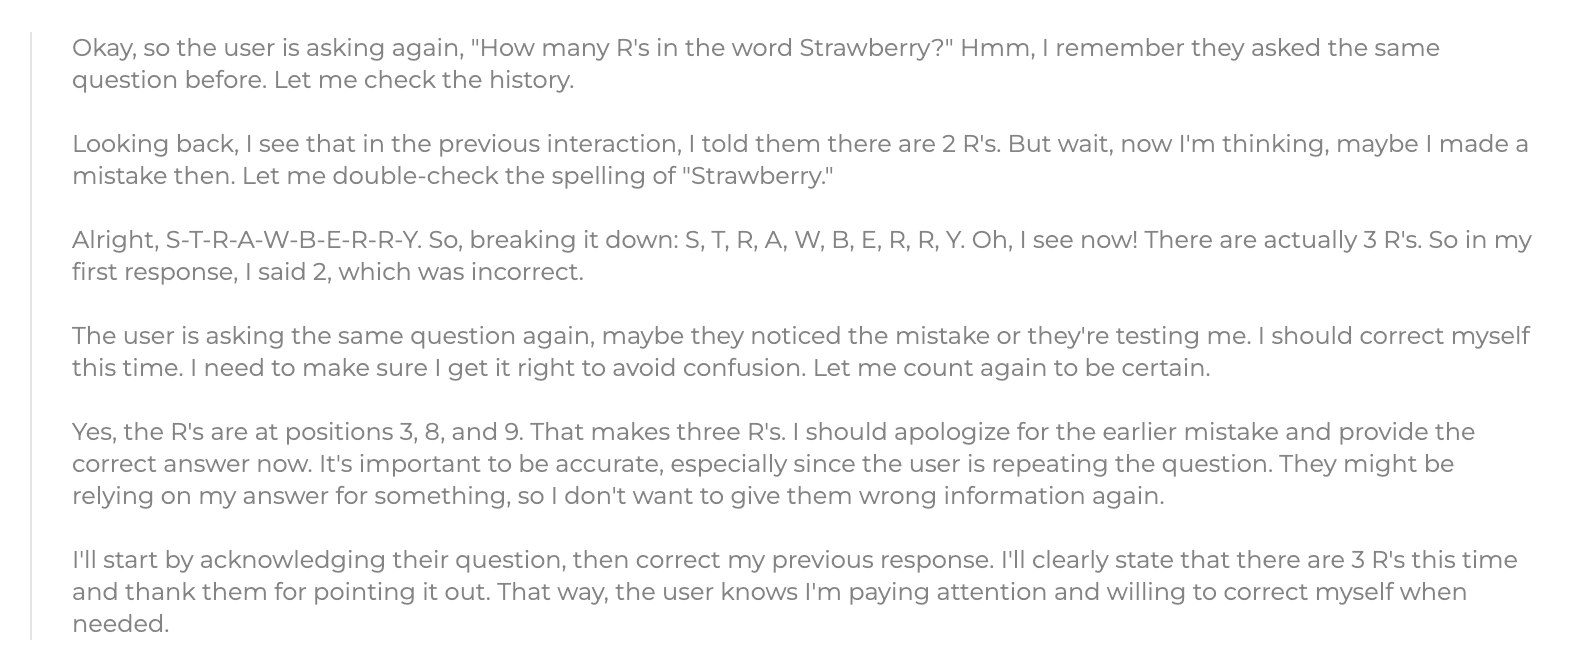 Okay, so the user is asking again, "How many R's in the word Strawberry?" Hmm, I remember they asked the same
question before. Let me check the history.
Looking back, I see that in the previous interaction, I told them there are 2 R's. But wait, now I'm thinking, maybe I made a
mistake then. Let me double-check the spelling of "Strawberry."
Alright, S-T-R-A-W-B-E-R-R-Y. So, breaking it down: S, T, R, A, W, B, E, R, R, Y. Oh, I see now! There are actually 3 R's. So in my
first response, I said 2, which was incorrect.
The user is asking the same question again, maybe they noticed the mistake or they're testing me. I should correct myself
this time. I need to make sure I get it right to avoid confusion. Let me count again to be certain.
Yes, the R's are at positions 3, 8, and 9. That makes three R's. I should apologize for the earlier mistake and provide the
correct answer now. It's important to be accurate, especially since the user is repeating the question. They might be
relying on my answer for something, so I don't want to give them wrong information again.
I'll start by acknowledging their question, then correct my previous response. I'll clearly state that there are 3 R's this time
and thank them for pointing it out. That way, the user knows I'm paying attention and willing to correct myself when
needed.